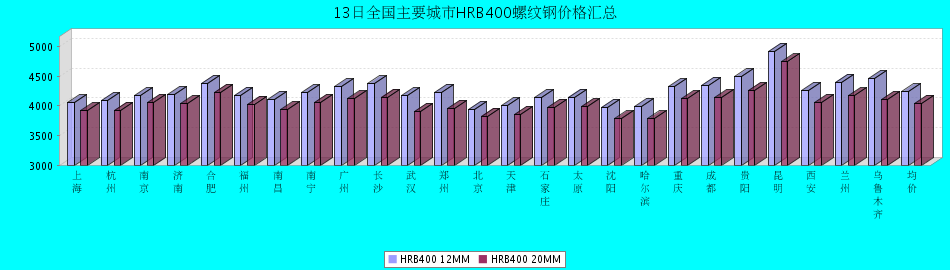 13日全国主要城市HRB400螺纹钢价格汇总
5000
4500
4000
3500
3000
上海
杭州
南京
济南
合肥
福州
南昌
南宁
广州
长沙
武汉
郑州
北京
天津
石家庄
太原
沈阳
哈尔滨
重庆
成都
贵阳
昆明
西安
兰州
乌鲁木齐
均价
HRB400 12MM HRB400 20MM